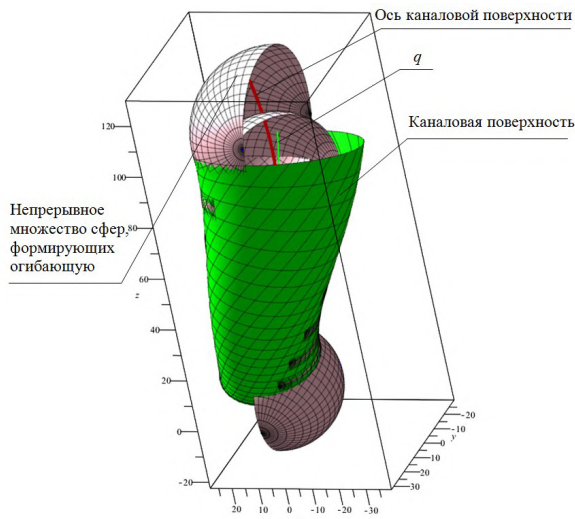 Ось каналовой поверхности
q
Каналовая поверхность
Непрерывное
множество сфер,
формирующих
огибающую
120
100
80
60
40
20
0
-20
z
20
10
0
-10
-20
-30
-20
-10
0
10
20
30
y